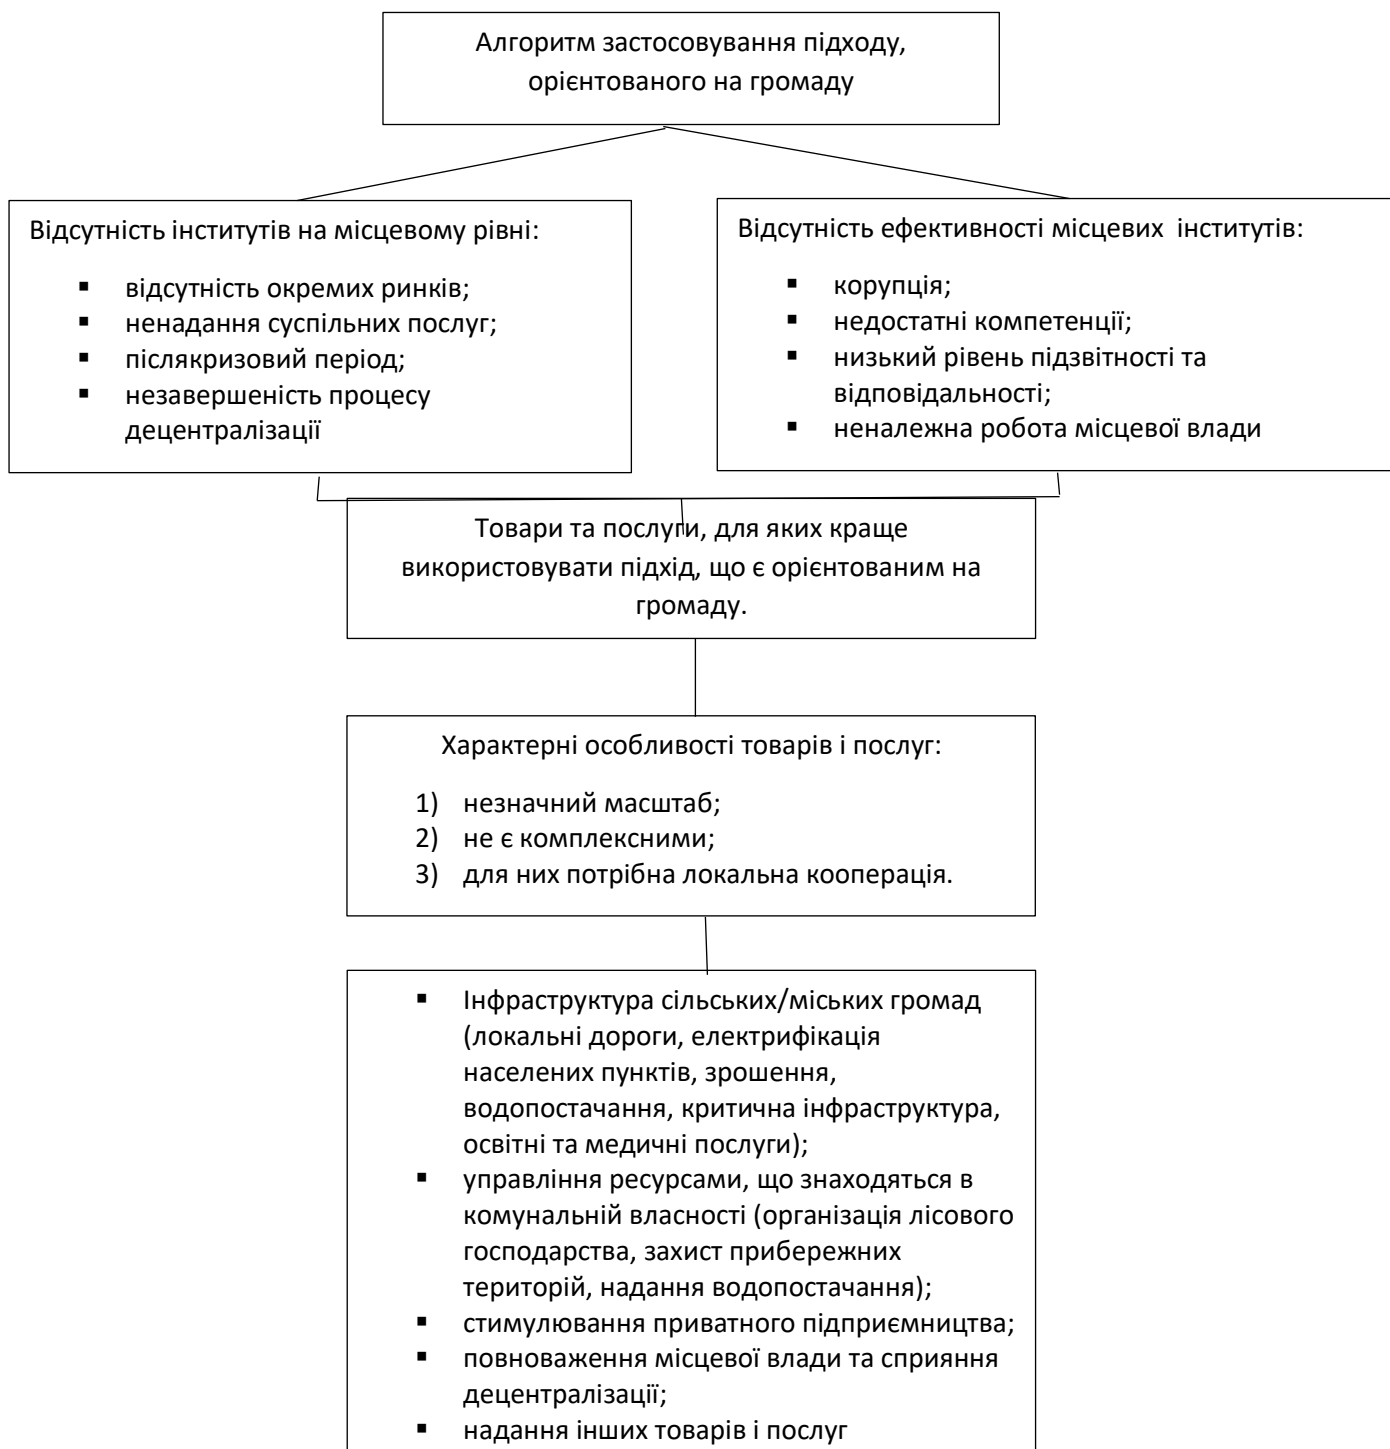 Алгоритм застосовування підходу,
орієнтованого на громаду
Відсутність інститутів на місцевому рівні:
▪ відсутність окремих ринків;
▪ ненадання суспільних послуг;
▪ післякризовий період;
▪ незавершеність процесу
децентралізації
Відсутність ефективності місцевих інститутів:
▪ корупція;
▪ недостатні компетенції;
▪ низький рівень підзвітності та
відповідальності;
▪ неналежна робота місцевої влади
Товари та послуги, для яких краще
використовувати підхід, що є орієнтованим на
громаду.
Характерні особливості товарів і послуг:
1) незначний масштаб;
2) не є комплексними;
3) для них потрібна локальна кооперація.
▪ Інфраструктура сільських/міських громад
(локальні дороги, електрифікація
населених пунктів, зрошення,
водопостачання, критична інфраструктура,
освітні та медичні послуги);
▪ управління ресурсами, що знаходяться в
комунальній власності (організація лісового
господарства, захист прибережних
територій, надання водопостачання);
▪ стимулювання приватного підприємництва;
▪ повноваження місцевої влади та сприяння
децентралізації;
▪ надання інших товарів і послуг